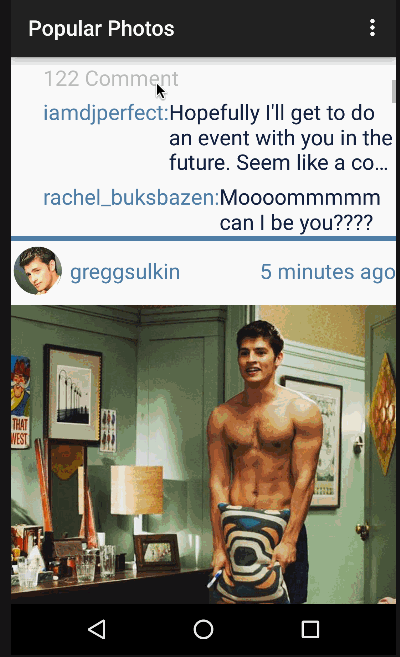 Popular Photos
122 Comment
iamdjperfect:Hopefully I'll get to do
an event with you in the
future. Seem like a co...
rachel_buksbazen:Moooommmmm
can I be you????
greggsulkin 5 minutes ago
THAT
WEST.